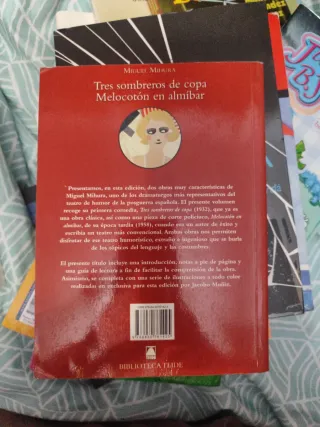 MIGUEL MIHURA
Tres sombreros de copa
Melocotón en almíbar
Presentamos, en esta edición, dos obras muy características de
Miguel Mihura, uno de los dramaturgos más representativos del
teatro de humor de la posguerra española. El presente volumen
recoge su primera comedia, Tres sombreros de copa (1932), que ya es
una obra clásica, así como una pieza de corte policíaco, Melocotón en
almíbar, de su época tardía (1958), cuando era un autor de éxito y
escribía un teatro más convencional. Ambas obras nos permiten
disfrutar de ese teatro humorístico, extraño e ingenioso que se burla
de los tópicos del lenguaje y las costumbres.
El presente título incluye una introducción, notas a pie de página y
una guía de lectura a fin de facilitar la comprensión de la obra.
Asimismo, se completa con una serie de ilustraciones a todo color
realizadas en exclusiva para esta edición por Jacobo Muñiz.
BIBLIOTECA TEIDE